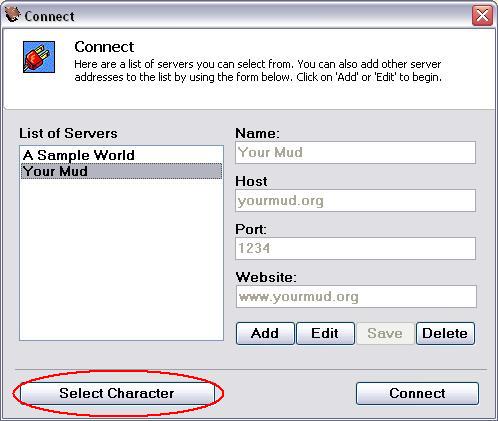 Connect
Connect
Here are a list of servers you can select from. You can also add other server
addresses to the list by using the form below. Click on 'Add' or 'Edit' to begin.
List of Servers
A Sample World
Your Mud
Name:
Your Mud
Host
yourmud.org
Port:
1234
Website:
www.yourmud.org
Add Edit Save Delete
Select Character Connect